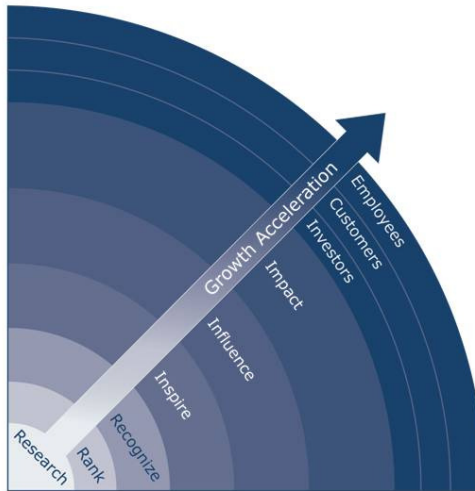 Growth Acceleration
Employees
Customers
Investors
Impact
Influence
Inspire
Recognize
Rank
Research